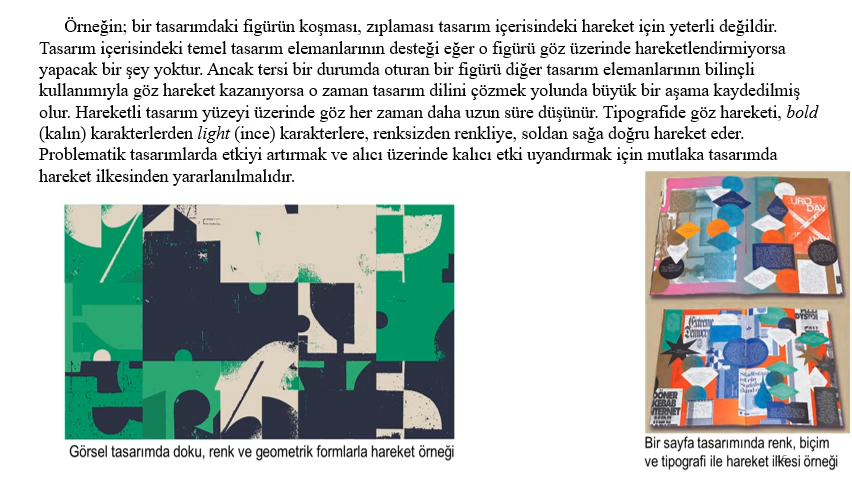 Örneğin; bir tasarımdaki figürün koşması, zıplaması tasarım içerisindeki hareket için yeterli değildir.
Tasarım içerisindeki temel tasarım elemanlarının desteği eğer o figürü göz üzerinde hareketlendirmiyorsa
yapacak bir şey yoktur. Ancak tersi bir durumda oturan bir figürü diğer tasarım elemanlarının bilinçli
kullanımıyla göz hareket kazanıyorsa o zaman tasarım dilini çözmek yolunda büyük bir aşama kaydedilmiş
olur. Hareketli tasarım yüzeyi üzerinde göz her zaman daha uzun süre düşünür. Tipografide göz hareketi, bold
(kalın) karakterlerden light (ince) karakterlere, renksizden renkliye, soldan sağa doğru hareket eder.
Problematik tasarımlarda etkiyi artırmak ve alıcı üzerinde kalıcı etki uyandırmak için mutlaka tasarımda
hareket ilkesinden yararlanılmalıdır.
URO
DAY
Extreme
DÖNER
KEBAB
INTERNET
Görsel tasarımda doku, renk ve geometrik formlarla hareket örneği
Bir sayfa tasarımında renk, biçim
ve tipografi ile hareket ilkesi örneği